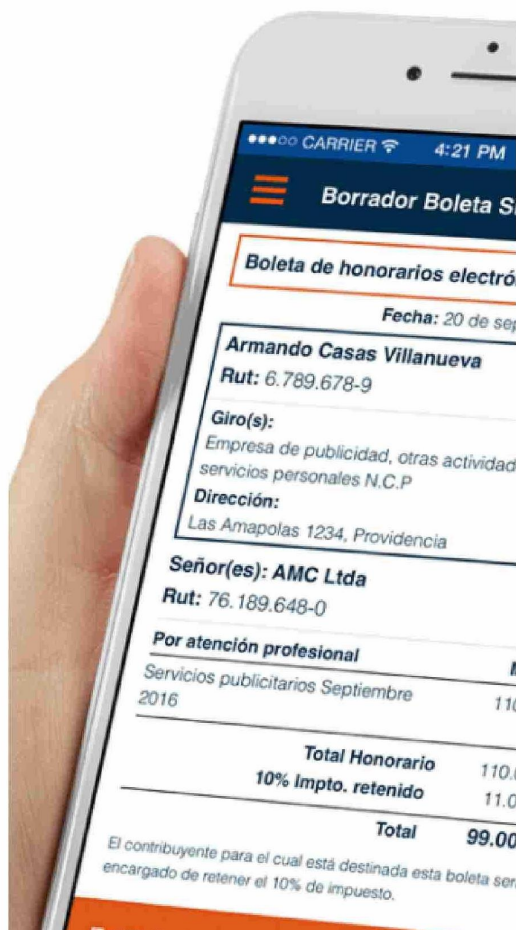 CARRIER 4:21 PM
Borrador Boleta
Boleta de honorarios
Fecha: 20 de
Armando Casas Villanueva
Rut: 6.789.678-9
Giro(s):
Empresa de publicidad, otras
servicios personales N.C.P
Dirección:
Las Amapolas 1234, Providencia
Señor(es): AMC Ltda
Rut: 76.189.648-0
Por atención profesional
Servicios publicitarios Septiembre
2016
Total Honorario
10% Impto. retenido
Total
El contribuyente para el cual está destinada esta boleta
encargado de retener el 10% de impuesto.